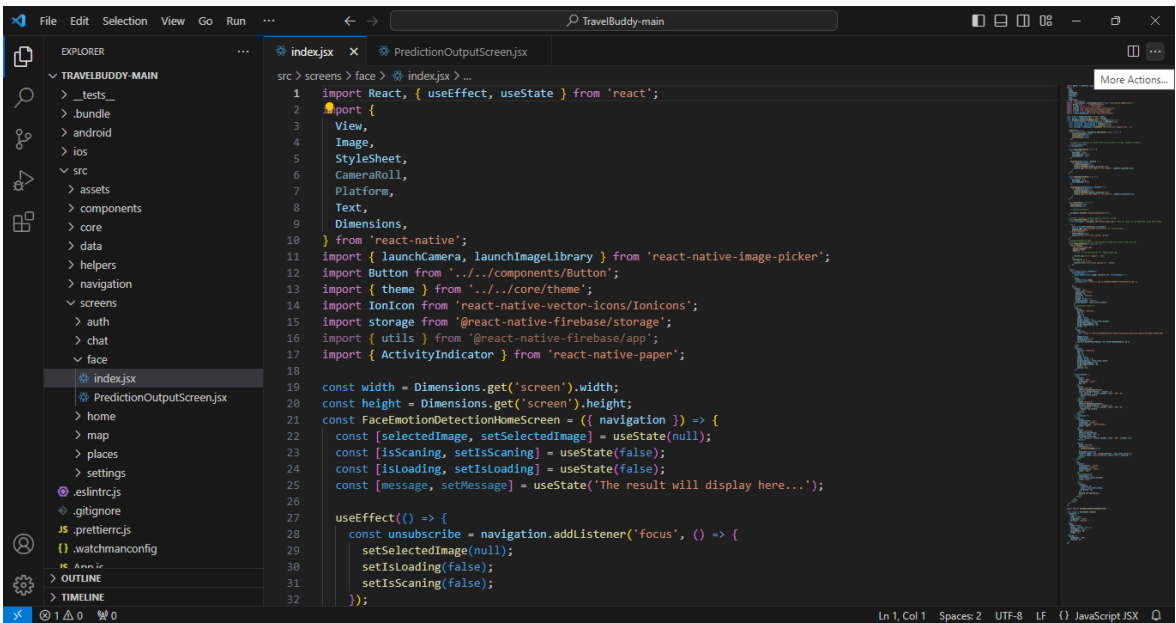 File Edit Selection View Go Run ··· TravelBuddy-main
EXPLORER ···
TRAVELBUDDY-MAIN
__tests__
.bundle
android
ios
src
assets
components
core
data
helpers
navigation
screens
auth
chat
face
index.jsx
PredictionOutputScreen.jsx
home
map
places
settings
.eslintrc.js
.gitignore
JS .prettierrc.js
{} .watchmanconfig
OUTLINE
TIMELINE
index.jsx PredictionOutputScreen.jsx
src > screens > face > index.jsx > ...
More Actions...
1 import React, { useEffect, useState } from 'react';
2 import {
3 View,
4 Image,
5 StyleSheet,
6 CameraRoll,
7 Platform,
8 Text,
9 Dimensions,
10 } from 'react-native';
11 import { launchCamera, launchImageLibrary } from 'react-native-image-picker';
12 import Button from '../../components/Button';
13 import { theme } from '../../core/theme';
14 import IonIcon from 'react-native-vector-icons/Ionicons';
15 import storage from '@react-native-firebase/storage';
16 import { utils } from '@react-native-firebase/app';
17 import { ActivityIndicator } from 'react-native-paper';
18
19 const width = Dimensions.get('screen').width;
20 const height = Dimensions.get('screen').height;
21 const FaceEmotionDetectionHomeScreen = ({ navigation }) => {
22 const [selectedImage, setSelectedImage] = useState(null);
23 const [isScaning, setIsScaning] = useState(false);
24 const [isLoading, setIsLoading] = useState(false);
25 const [message, setMessage] = useState('The result will display here...');
26
27 useEffect(() => {
28 const unsubscribe = navigation.addListener('focus', () => {
29 setSelectedImage(null);
30 setIsLoading(false);
31 setIsScaning(false);
32 });
1 0 0 Ln 1, Col 1 Spaces: 2 UTF-8 LF {} JavaScript JSX